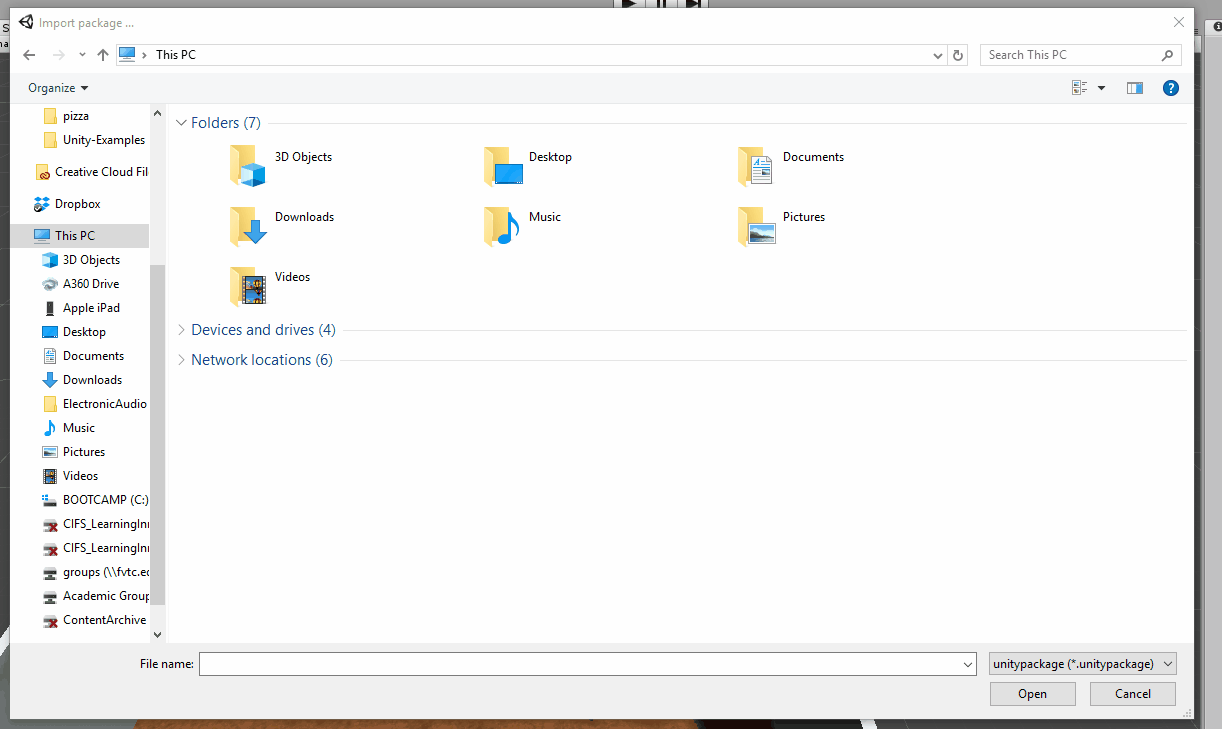 Import package ...
This PC
Search This PC
Organize
pizza
Unity-Examples
Creative Cloud Fil
Dropbox
This PC
3D Objects
A360 Drive
Apple iPad
Desktop
Documents
Downloads
ElectronicAudio
Music
Pictures
Videos
BOOTCAMP (C:)
CIFS_LearningInn
CIFS_LearningInn
groups (\\fvtc.ec
Academic Group
ContentArchive
Folders (7)
3D Objects
Desktop
Documents
Downloads
Music
Pictures
Videos
Devices and drives (4)
Network locations (6)
File name:
unitypackage (*.unitypackage)
Open
Cancel